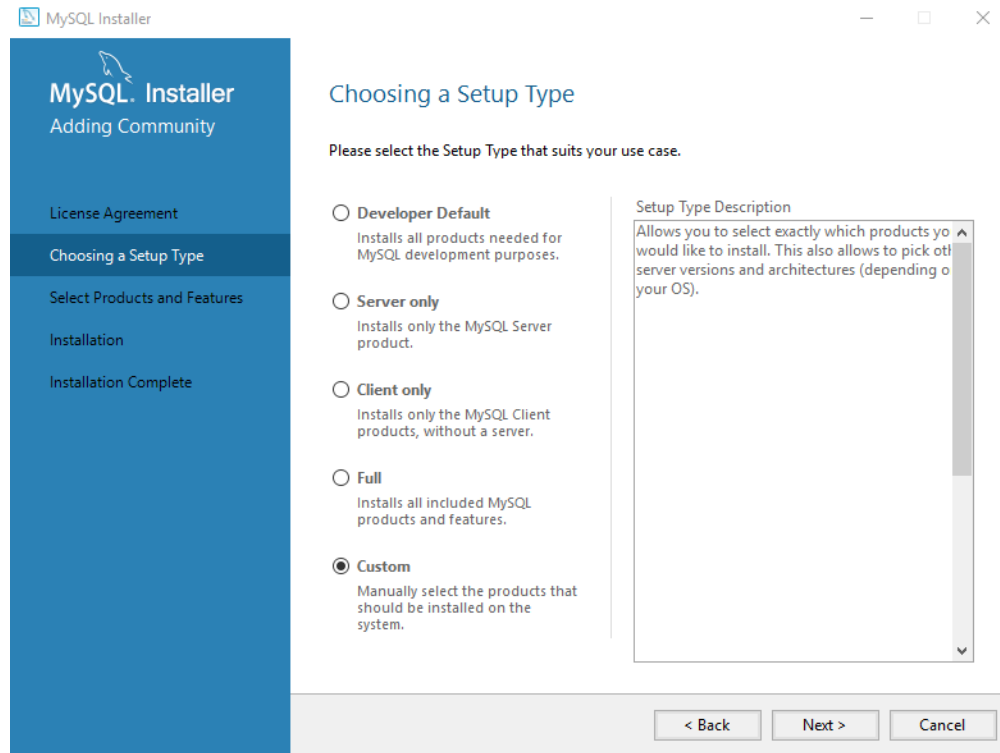 MySQL Installer
MySQL. Installer
Adding Community
License Agreement
Choosing a Setup Type
Select Products and Features
Installation
Installation Complete
Choosing a Setup Type
Please select the Setup Type that suits your use case.
Developer Default
Installs all products needed for
MySQL development purposes.
Server only
Installs only the MySQL Server
product.
Client only
Installs only the MySQL Client
products, without a server.
Full
Installs all included MySQL
products and features.
Custom
Manually select the products that
should be installed on the
system.
Setup Type Description
Allows you to select exactly which products yo
would like to install. This also allows to pick oth
server versions and architectures (depending o
your OS).
< Back
Next >
Cancel